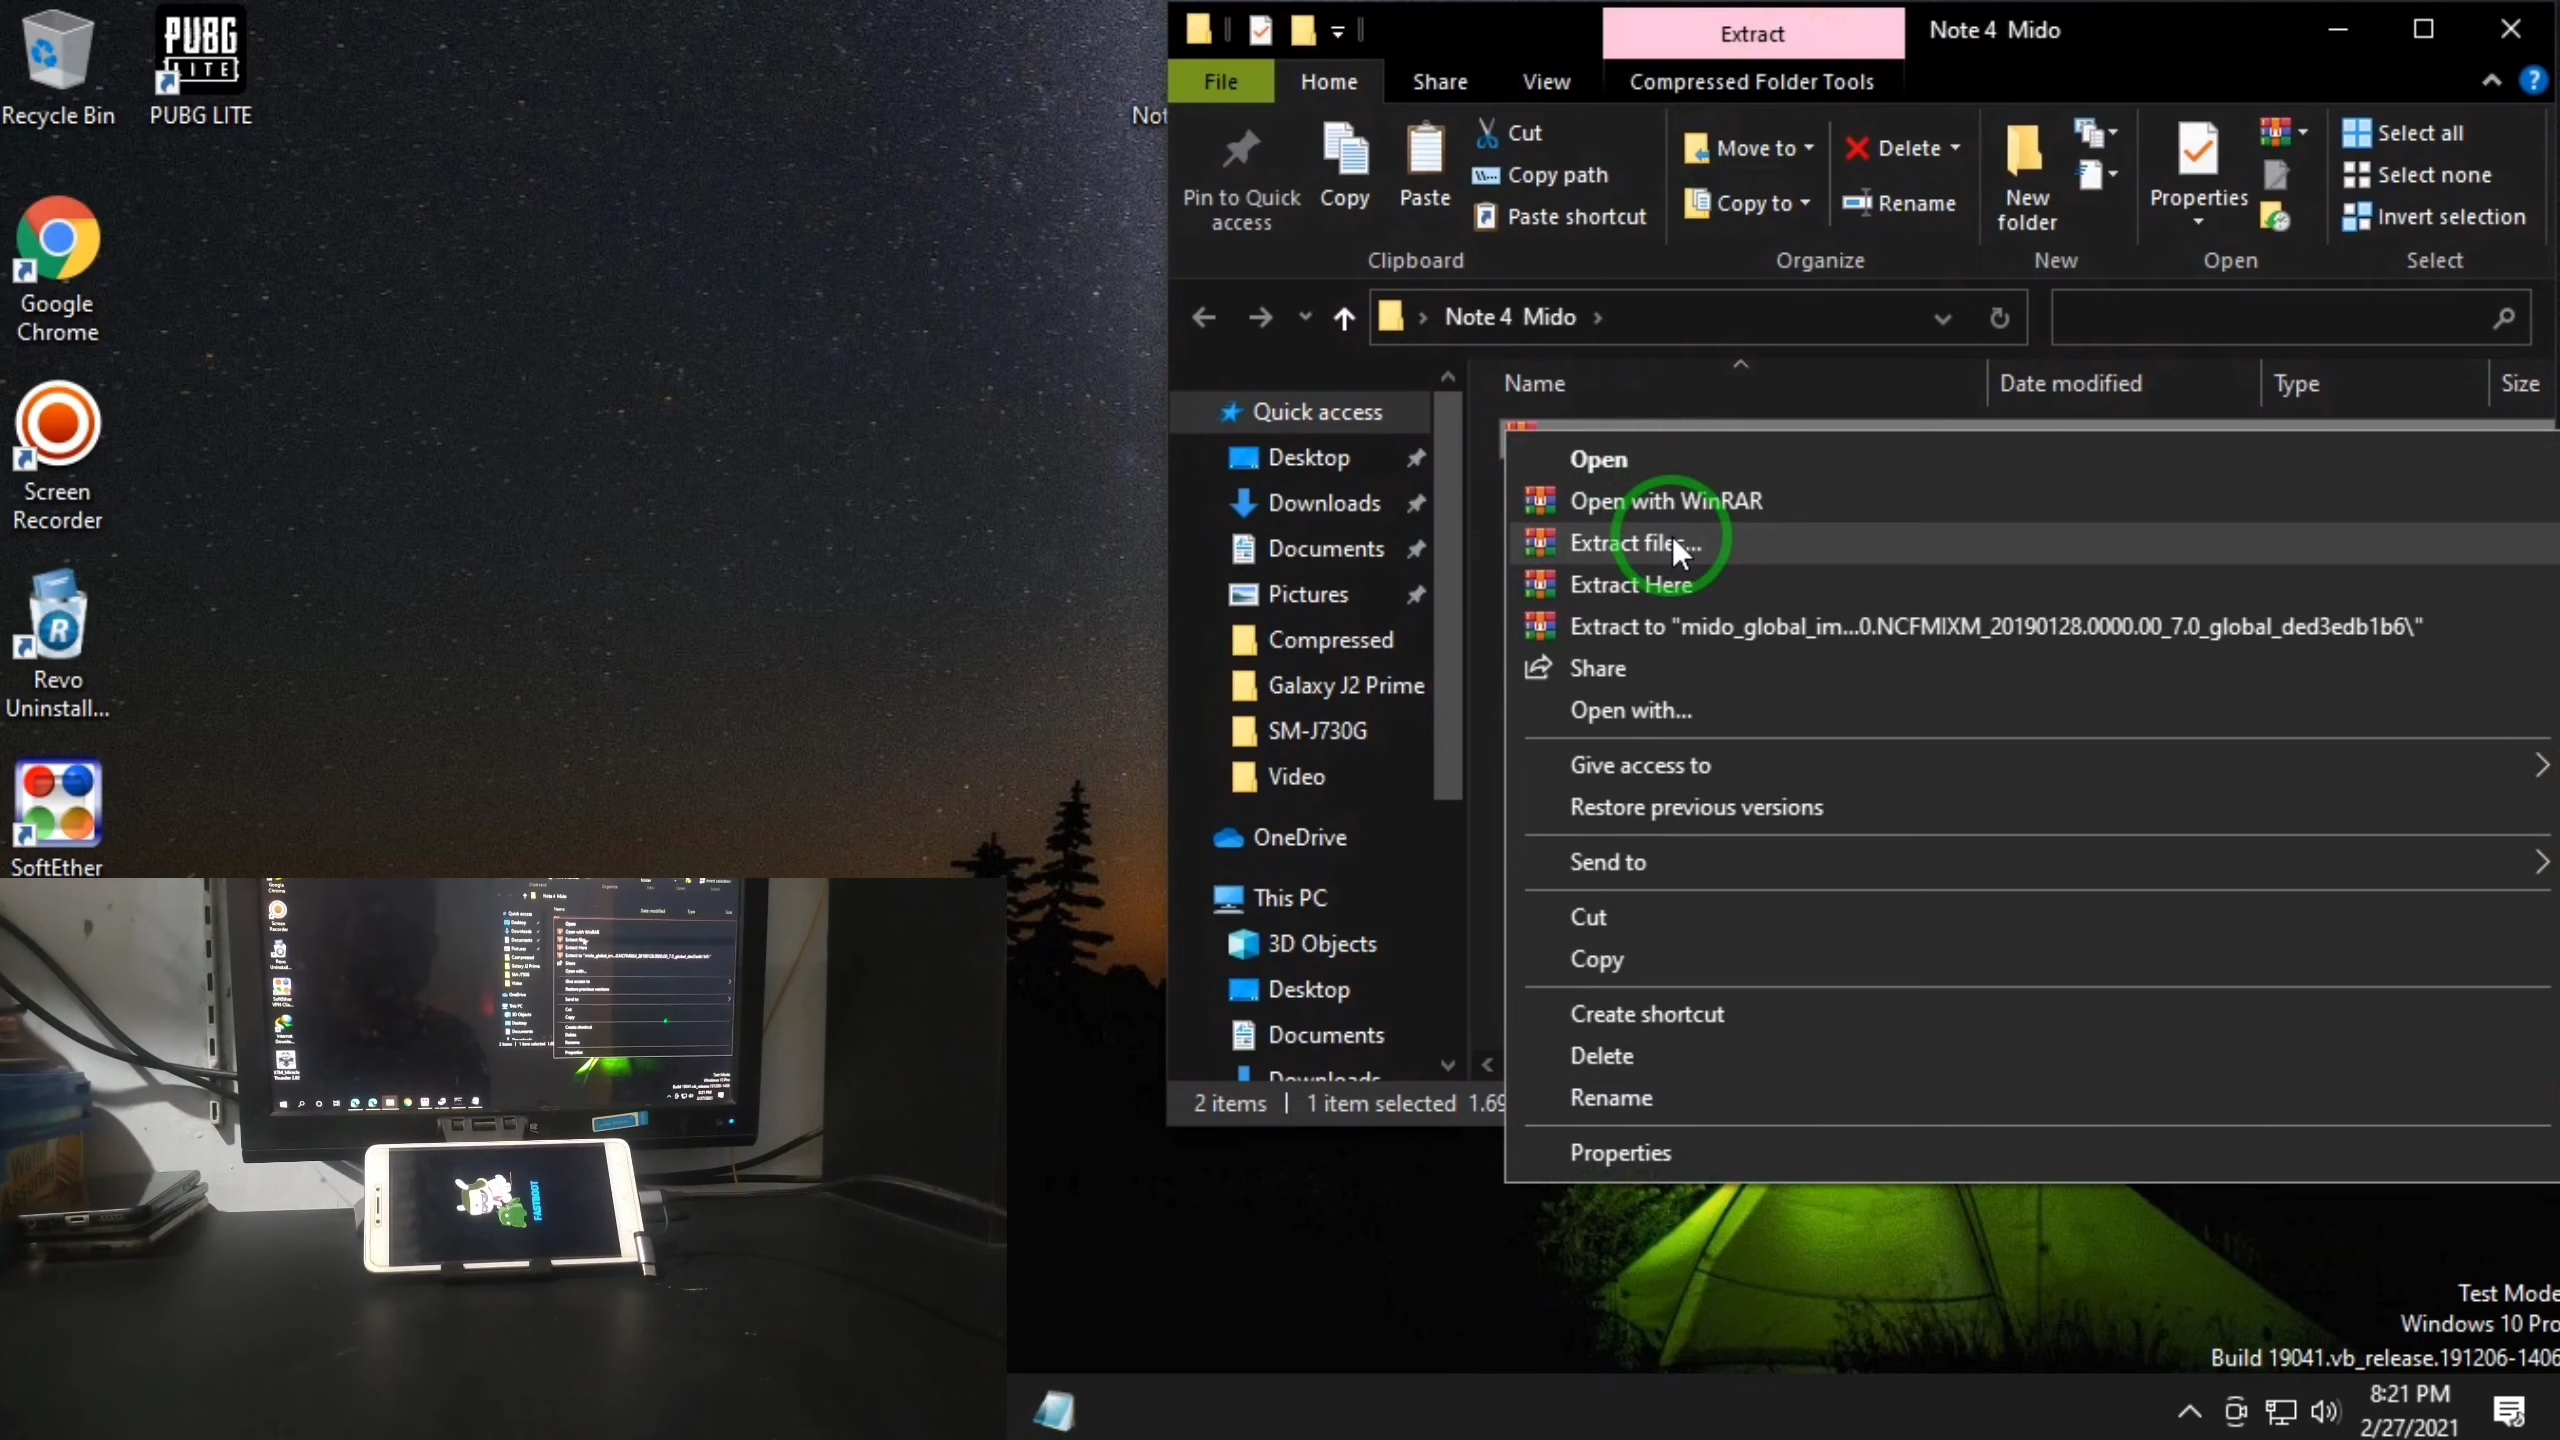 Recycle Bin
PUBG LITE
PUBG LITE
Google
Chrome
Screen
Recorder
Revo
Uninstall...
SoftEther
Not
Extract
Note 4 Mido
File
Home
Share
View
Compressed Folder Tools
Pin to Quick
access
Copy
Paste
Cut
Copy path
Paste shortcut
Move to
Copy to
Delete
Rename
New
folder
Properties
Select all
Select none
Invert selection
Clipboard
Organize
New
Open
Select
Note 4 Mido
Name
Date modified
Type
Size
Quick access
Desktop
Downloads
Documents
Pictures
Compressed
Galaxy J2 Prime
SM-J730G
Video
OneDrive
This PC
3D Objects
Desktop
Documents
Downloads
2 items
1 item selected 1.69
Open
Open with WinRAR
Extract files...
Extract Here
Extract to "mido_global_im...0.NCFMIXM_20190128.0000.00_7.0_global_ded3edb1b6\"
Share
Open with...
Give access to
Restore previous versions
Send to
Cut
Copy
Create shortcut
Delete
Rename
Properties
FASTBOOT
Test Mode
Windows 10 Pro
Build 19041.vb_release.191206-1406
8:21 PM
2/27/2021